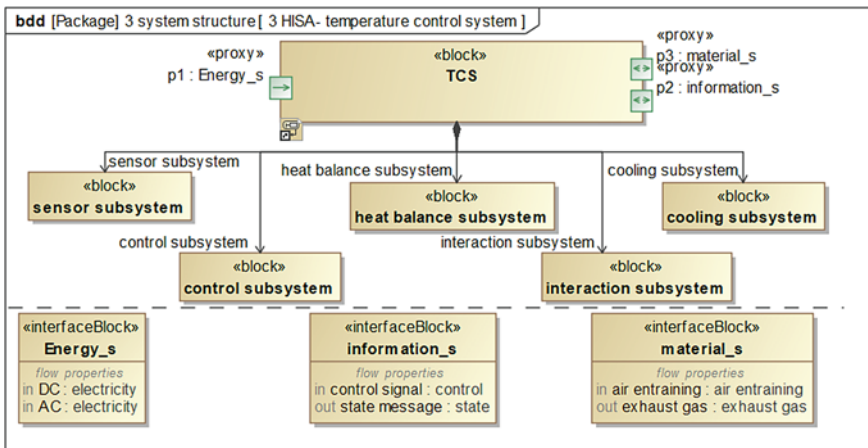 bdd [Package] 3 system structure [ 3 HISA- temperature control system ]
«proxy»
p1 : Energy_s
«block»
TCS
«proxy»
p3 : material_s
«proxy»
p2 : information_s
sensor subsystem
heat balance subsystem
cooling subsystem
«block»
sensor subsystem
«block»
heat balance subsystem
«block»
cooling subsystem
control subsystem
interaction subsystem
«block»
control subsystem
«block»
interaction subsystem
«interfaceBlock»
Energy_s
flow properties
in DC : electricity
in AC : electricity
«interfaceBlock»
information_s
flow properties
in control signal : control
out state message : state
«interfaceBlock»
material_s
flow properties
in air entraining : air entraining
out exhaust gas : exhaust gas